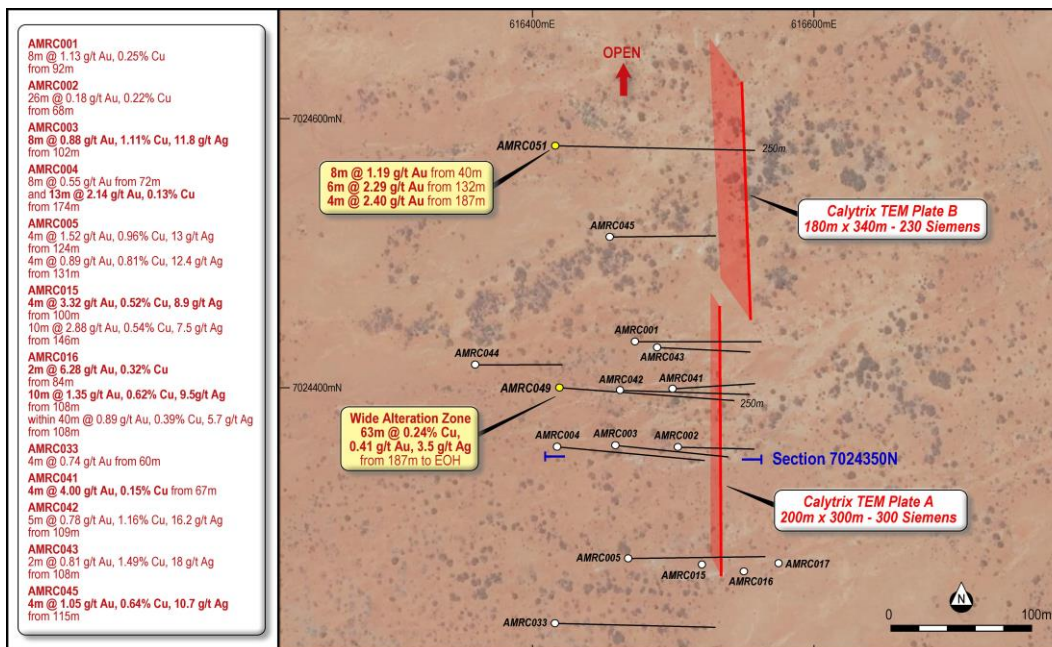 AMRC001
8m @ 1.13 g/t Au, 0.25% Cu
from 92m
AMRC002
26m @ 0.18 g/t Au, 0.22% Cu
from 68m
AMRC003
8m @ 0.88 g/t Au, 1.11% Cu, 11.8 g/t Ag
from 102m
AMRC004
8m @ 0.55 g/t Au from 72m
and 13m @ 2.14 g/t Au, 0.13% Cu
from 174m
AMRC005
4m @ 1.52 g/t Au, 0.96% Cu, 13 g/t Ag
from 124m
4m @ 0.89 g/t Au, 0.81% Cu, 12.4 g/t Ag
from 131m
AMRC015
4m @ 3.32 g/t Au, 0.52% Cu, 8.9 g/t Ag
from 100m
10m @ 2.88 g/t Au, 0.54% Cu, 7.5 g/t Ag
from 146m
AMRC016
2m @ 6.28 g/t Au, 0.32% Cu
from 84m
10m @ 1.35 g/t Au, 0.62% Cu, 9.5g/t Ag
from 108m
within 40m @ 0.89 g/t Au, 0.39% Cu, 5.7 g/t Ag
from 108m
AMRC033
4m @ 0.74 g/t Au from 60m
AMRC041
4m @ 4.00 g/t Au, 0.15% Cu from 67m
AMRC042
5m @ 0.78 g/t Au, 1.16% Cu, 16.2 g/t Ag
from 109m
AMRC043
2m @ 0.81 g/t Au, 1.49% Cu, 18 g/t Ag
from 108m
AMRC045
4m @ 1.05 g/t Au, 0.64% Cu, 10.7 g/t Ag
from 115m
616400mE
616600mE
OPEN
7024600mN
AMRC051
250m
8m @ 1.19 g/t Au from 40m
6m @ 2.29 g/t Au from 132m
4m @ 2.40 g/t Au from 187m
Calytrix TEM Plate B
180m x 340m - 230 Siemens
AMRC045
AMRC001
AMRC043
AMRC044
7024400mN
AMRC049
AMRC042
AMRC041
250m
Wide Alteration Zone
63m @ 0.24% Cu,
0.41 g/t Au, 3.5 g/t Ag
from 187m to EOH
AMRC004
AMRC003
AMRC002
Section 7024350N
Calytrix TEM Plate A
200m x 300m - 300 Siemens
AMRC005
AMRC015
AMRC016
AMRC017
AMRC033
N
0
100m